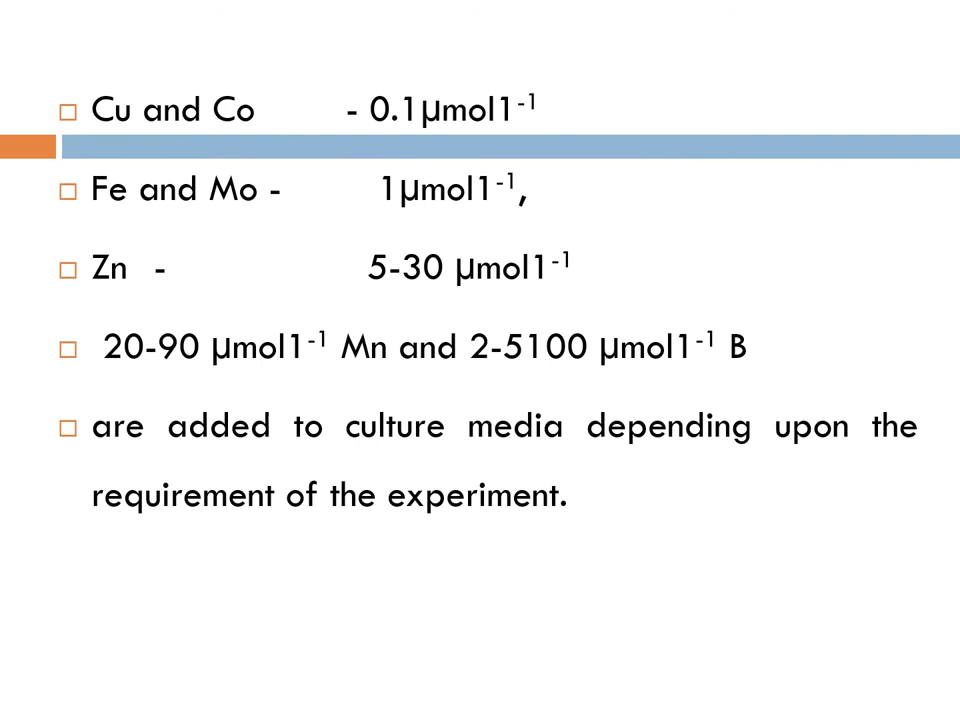 Cu and Co - 0.1µmol1⁻¹
Fe and Mo - 1µmol1⁻¹,
Zn - 5-30 µmol1⁻¹
20-90 µmol1⁻¹ Mn and 2-5100 µmol1⁻¹ B
are added to culture media depending upon the
requirement of the experiment.